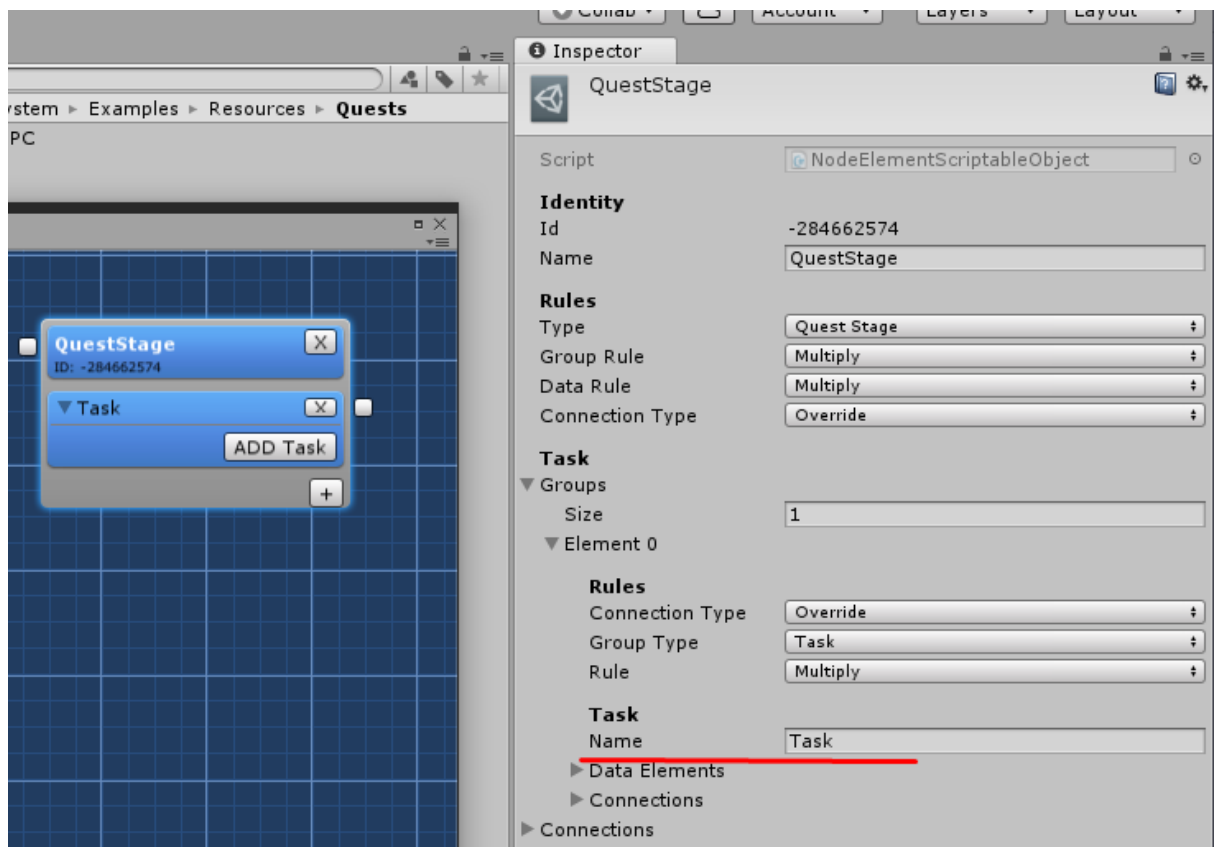 Collab Account Layers Layout
Inspector
QuestStage
ystem ▸ Examples ▸ Resources ▸ Quests
PC
Script NodeElementScriptableObject
Identity
Id -284662574
Name QuestStage
Rules
Type Quest Stage
Group Rule Multiply
Data Rule Multiply
Connection Type Override
Task
Groups
Size 1
Element 0
Rules
Connection Type Override
Group Type Task
Rule Multiply
Task
Name Task
Data Elements
Connections
Connections
QuestStage X
ID: -284662574
Task X
ADD Task
+